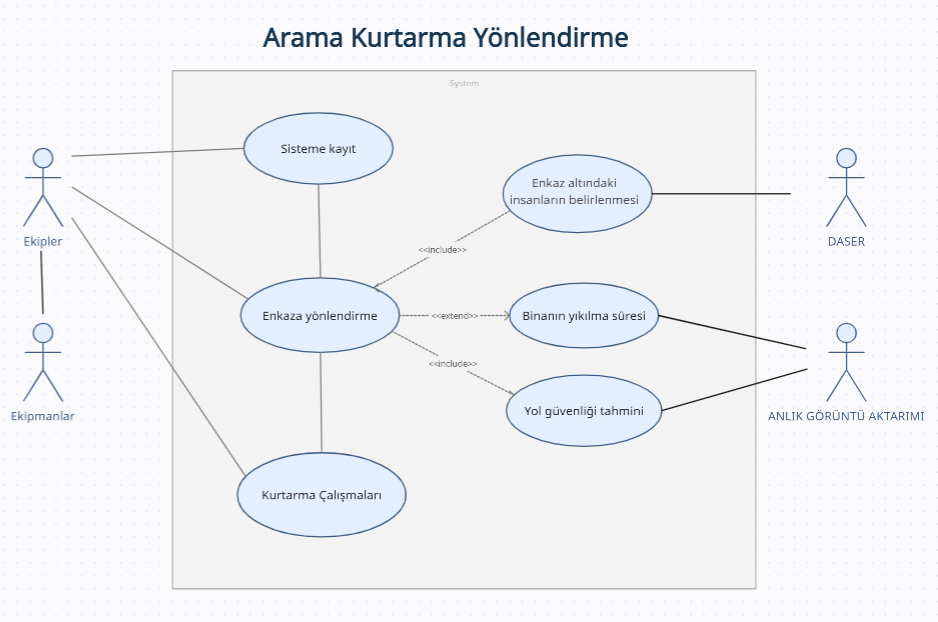 Arama Kurtarma Yönlendirme
System
Sisteme kayıt
Enkaz altındaki
insanların belirlenmesi
Ekipler
DASER
<<include>>
Enkaza yönlendirme
<<extend>>
Binanın yıkılma süresi
<<include>>
Yol güvenliği tahmini
Ekipmanlar
ANLIK GÖRÜNTÜ AKTARIMI
Kurtarma Çalışmaları